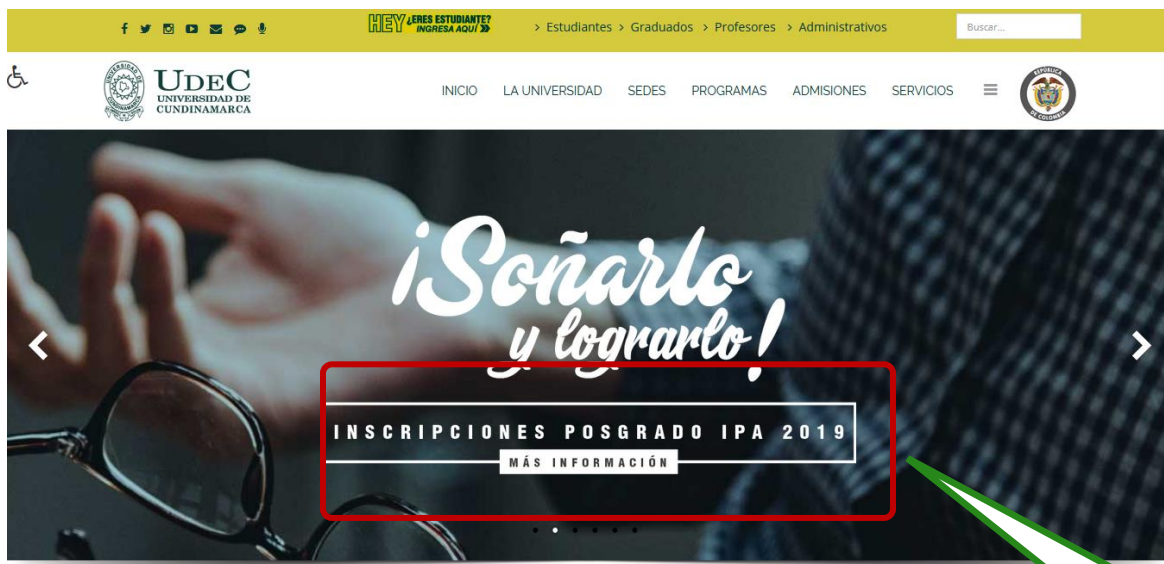 HEY ¿ERES ESTUDIANTE?
INGRESA AQUÍ
> Estudiantes > Graduados > Profesores > Administrativos
Buscar...
UDEC
UNIVERSIDAD DE
CUNDINAMARCA
INICIO LA UNIVERSIDAD SEDES PROGRAMAS ADMISIONES SERVICIOS
REPÚBLICA
DE COLOMBIA
¡Soñarlo
y lograrlo!
INSCRIPCIONES POSGRADO IPA 2019
MÁS INFORMACIÓN